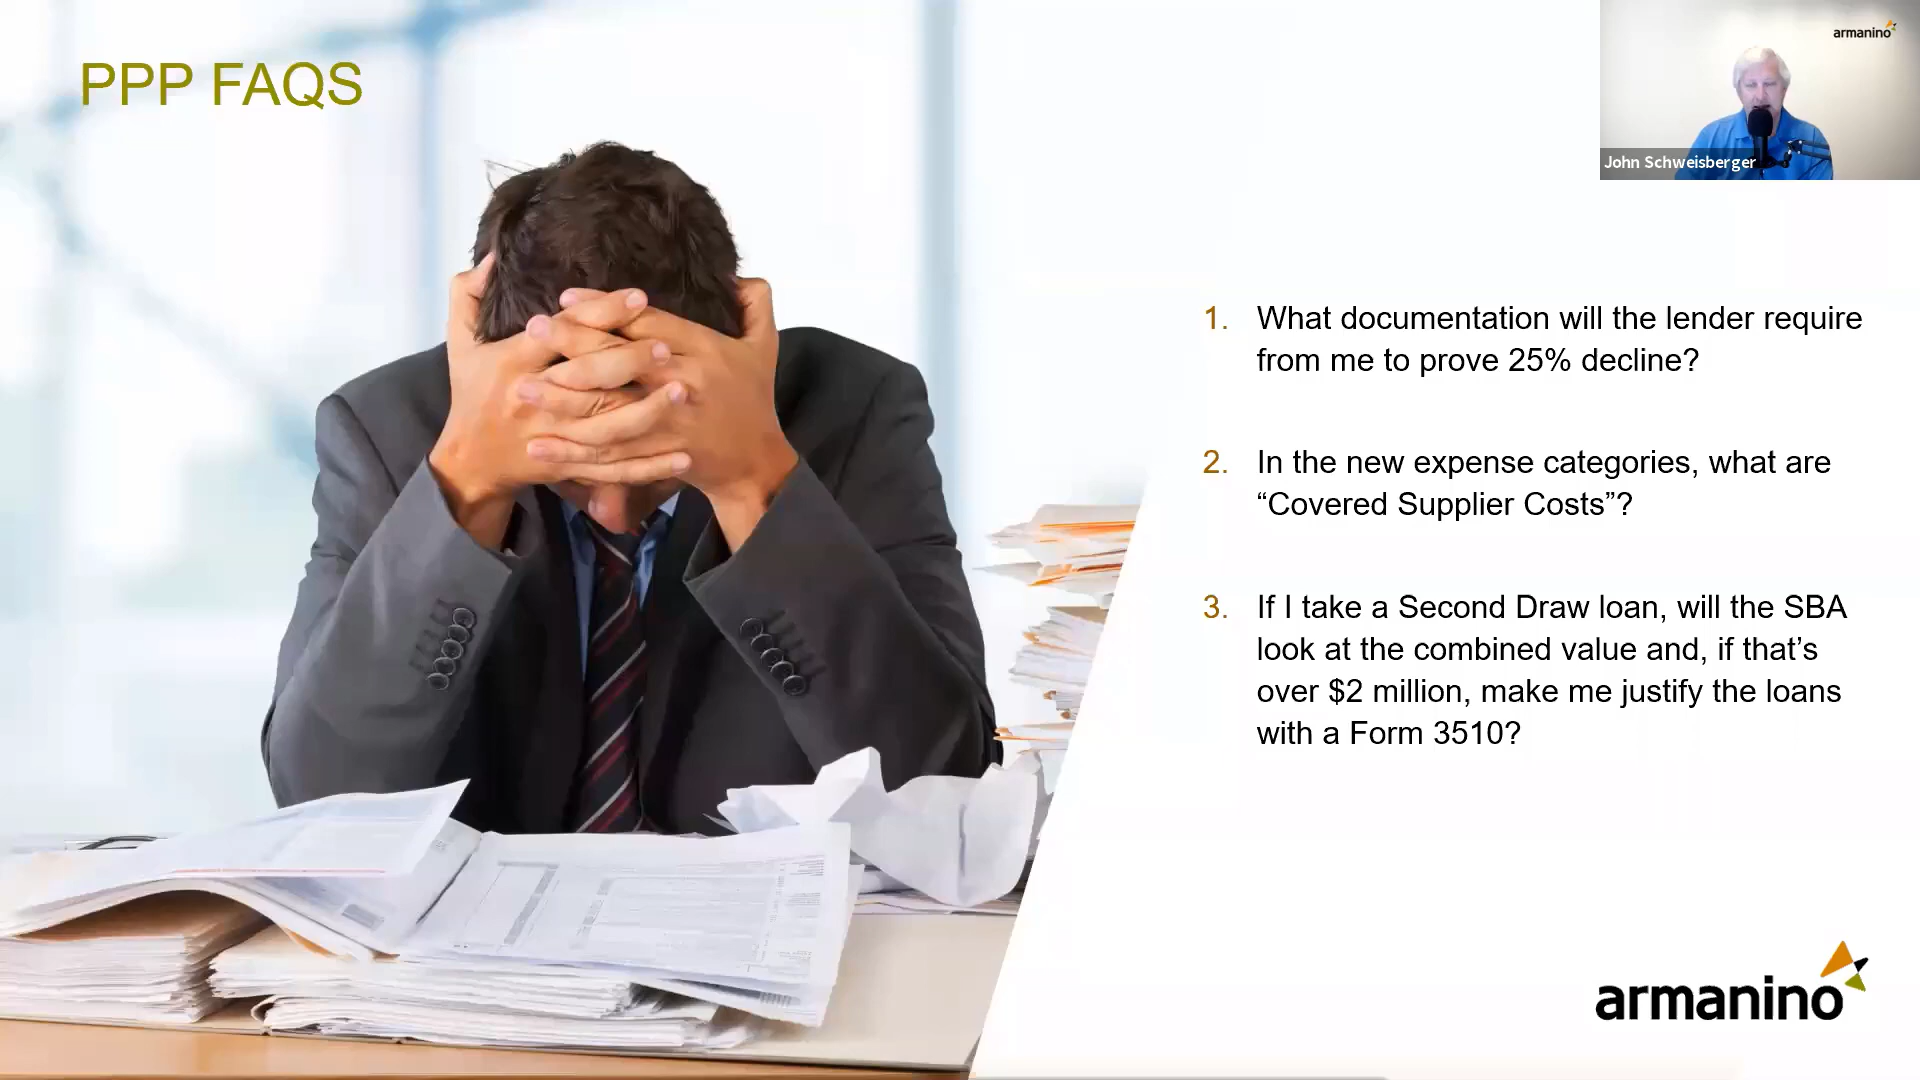 PPP FAQS
armanino
John Schweisberger
1. What documentation will the lender require
from me to prove 25% decline?
2. In the new expense categories, what are
“Covered Supplier Costs”?
3. If I take a Second Draw loan, will the SBA
look at the combined value and, if that’s
over $2 million, make me justify the loans
with a Form 3510?
armanino